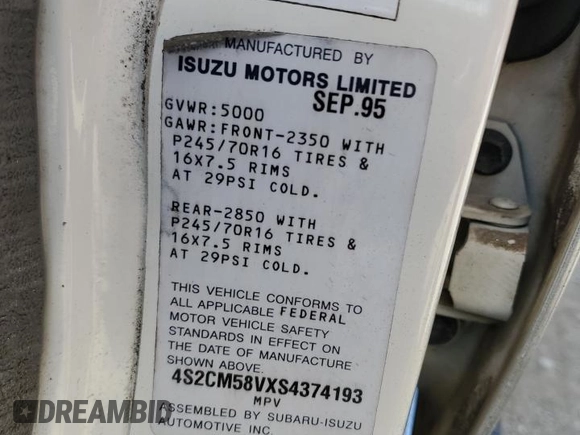 MANUFACTURED BY
ISUZU MOTORS LIMITED
SEP.95
GVWR:5000
GAWR:FRONT-2350 WITH
P245/70R16 TIRES &
16X7.5 RIMS
AT 29PSI COLD.
REAR-2850 WITH
P245/70R16 TIRES &
16X7.5 RIMS
AT 29PSI COLD.
THIS VEHICLE CONFORMS TO
ALL APPLICABLE FEDERAL
MOTOR VEHICLE SAFETY
STANDARDS IN EFFECT ON
THE DATE OF MANUFACTURE
SHOWN ABOVE.
4S2CM58VXS4374193
MPV
ASSEMBLED BY SUBARU-ISUZU
AUTOMOTIVE INC.
DREAMBID